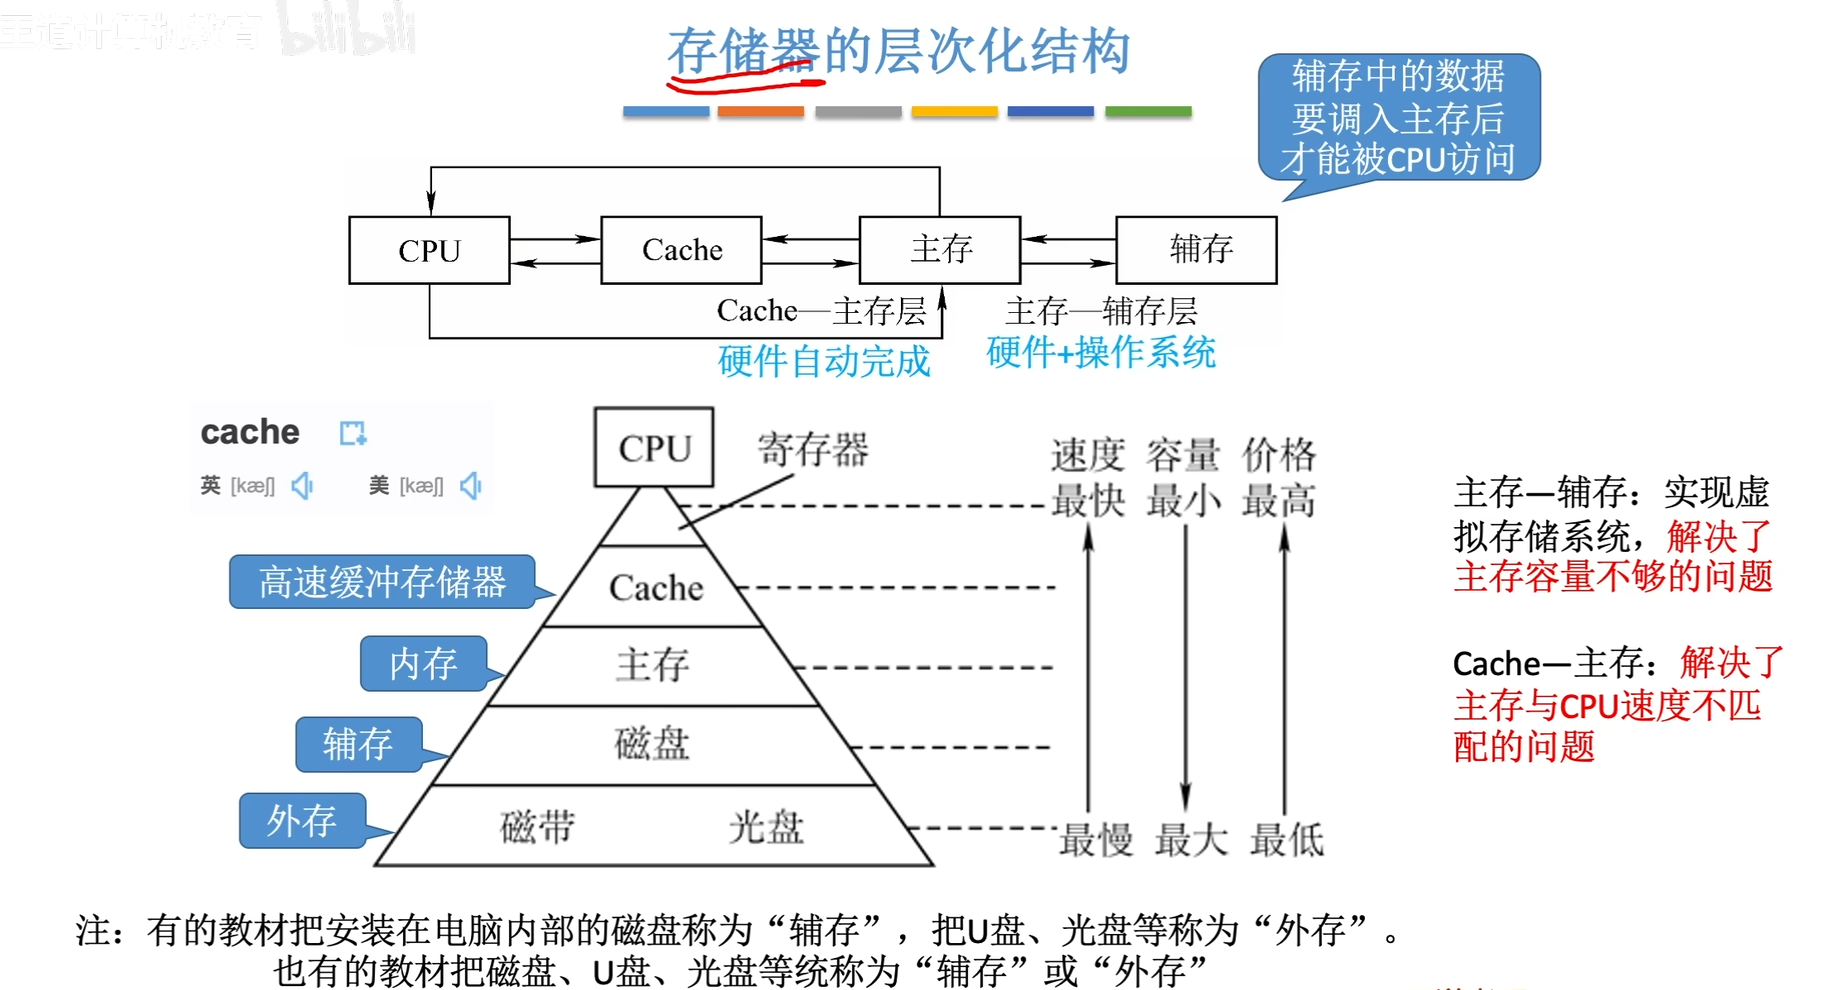 王道计算机教育 bilibili
存储器的层次化结构
辅存中的数据
要调入主存后
才能被CPU访问
CPU
Cache
主存
辅存
Cache—主存层
主存—辅存层
硬件自动完成
硬件+操作系统
cache
英 [kæʃ] 美 [kæʃ]
CPU
寄存器
速度 容量 价格
最快 最小 最高
高速缓冲存储器
Cache
内存
主存
辅存
磁盘
外存
磁带 光盘
最慢 最大 最低
主存—辅存：实现虚
拟存储系统，解决了
主存容量不够的问题
Cache—主存：解决了
主存与CPU速度不匹
配的问题
注：有的教材把安装在电脑内部的磁盘称为“辅存”，把U盘、光盘等称为“外存”。
也有的教材把磁盘、U盘、光盘等统称为“辅存”或“外存”